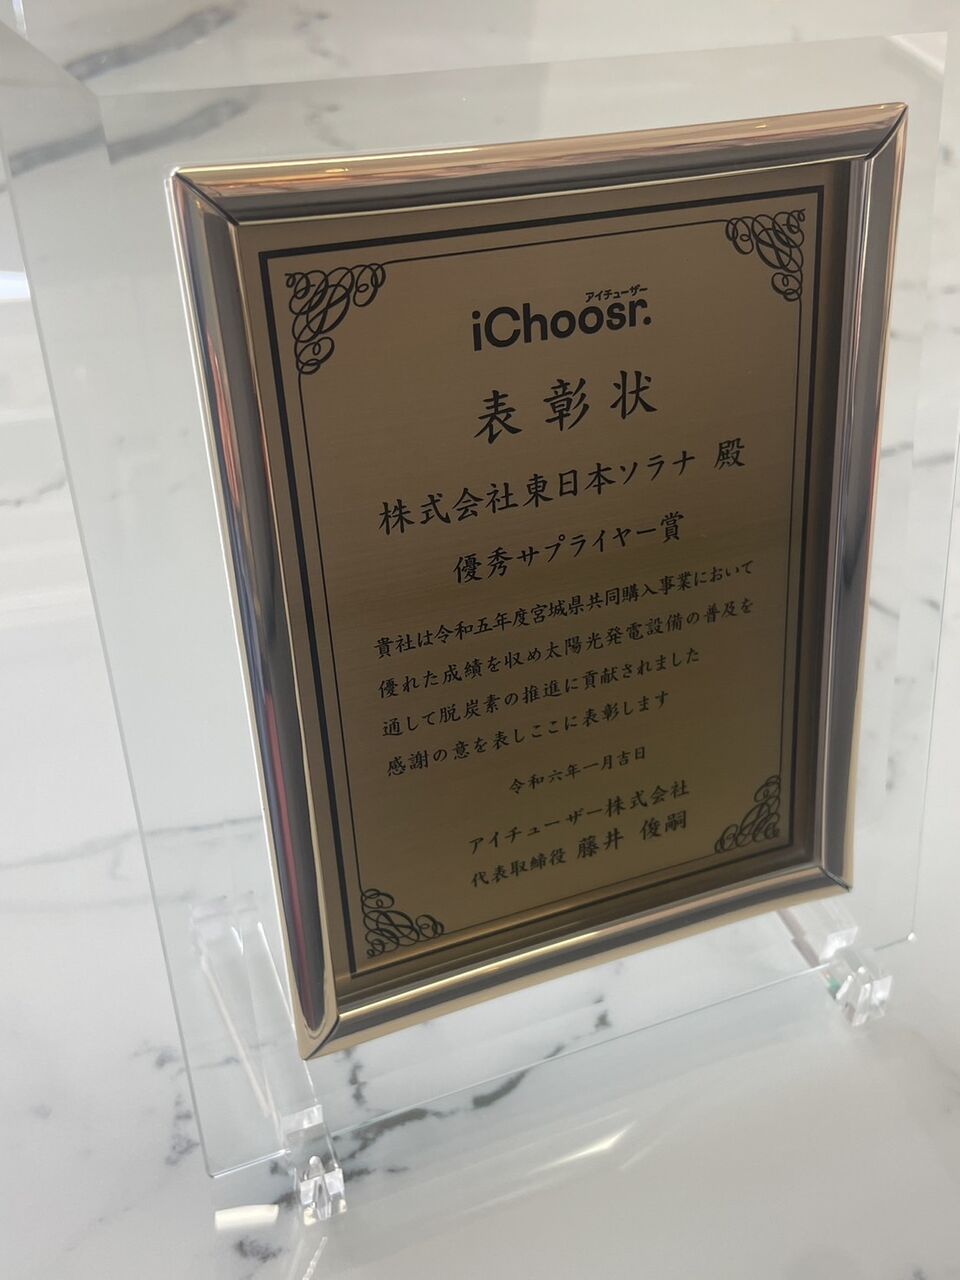 アイチューザー
iChoosr.
表彰状
株式会社東日本ソラナ 殿
優秀サプライヤー賞
貴社は令和五年度宮城県共同購入事業において
優れた成績を収め太陽光発電設備の普及を
通して脱炭素の推進に貢献されました
感謝の意を表しここに表彰します
令和六年一月吉日
アイチューザー株式会社
代表取締役 藤井 俊嗣